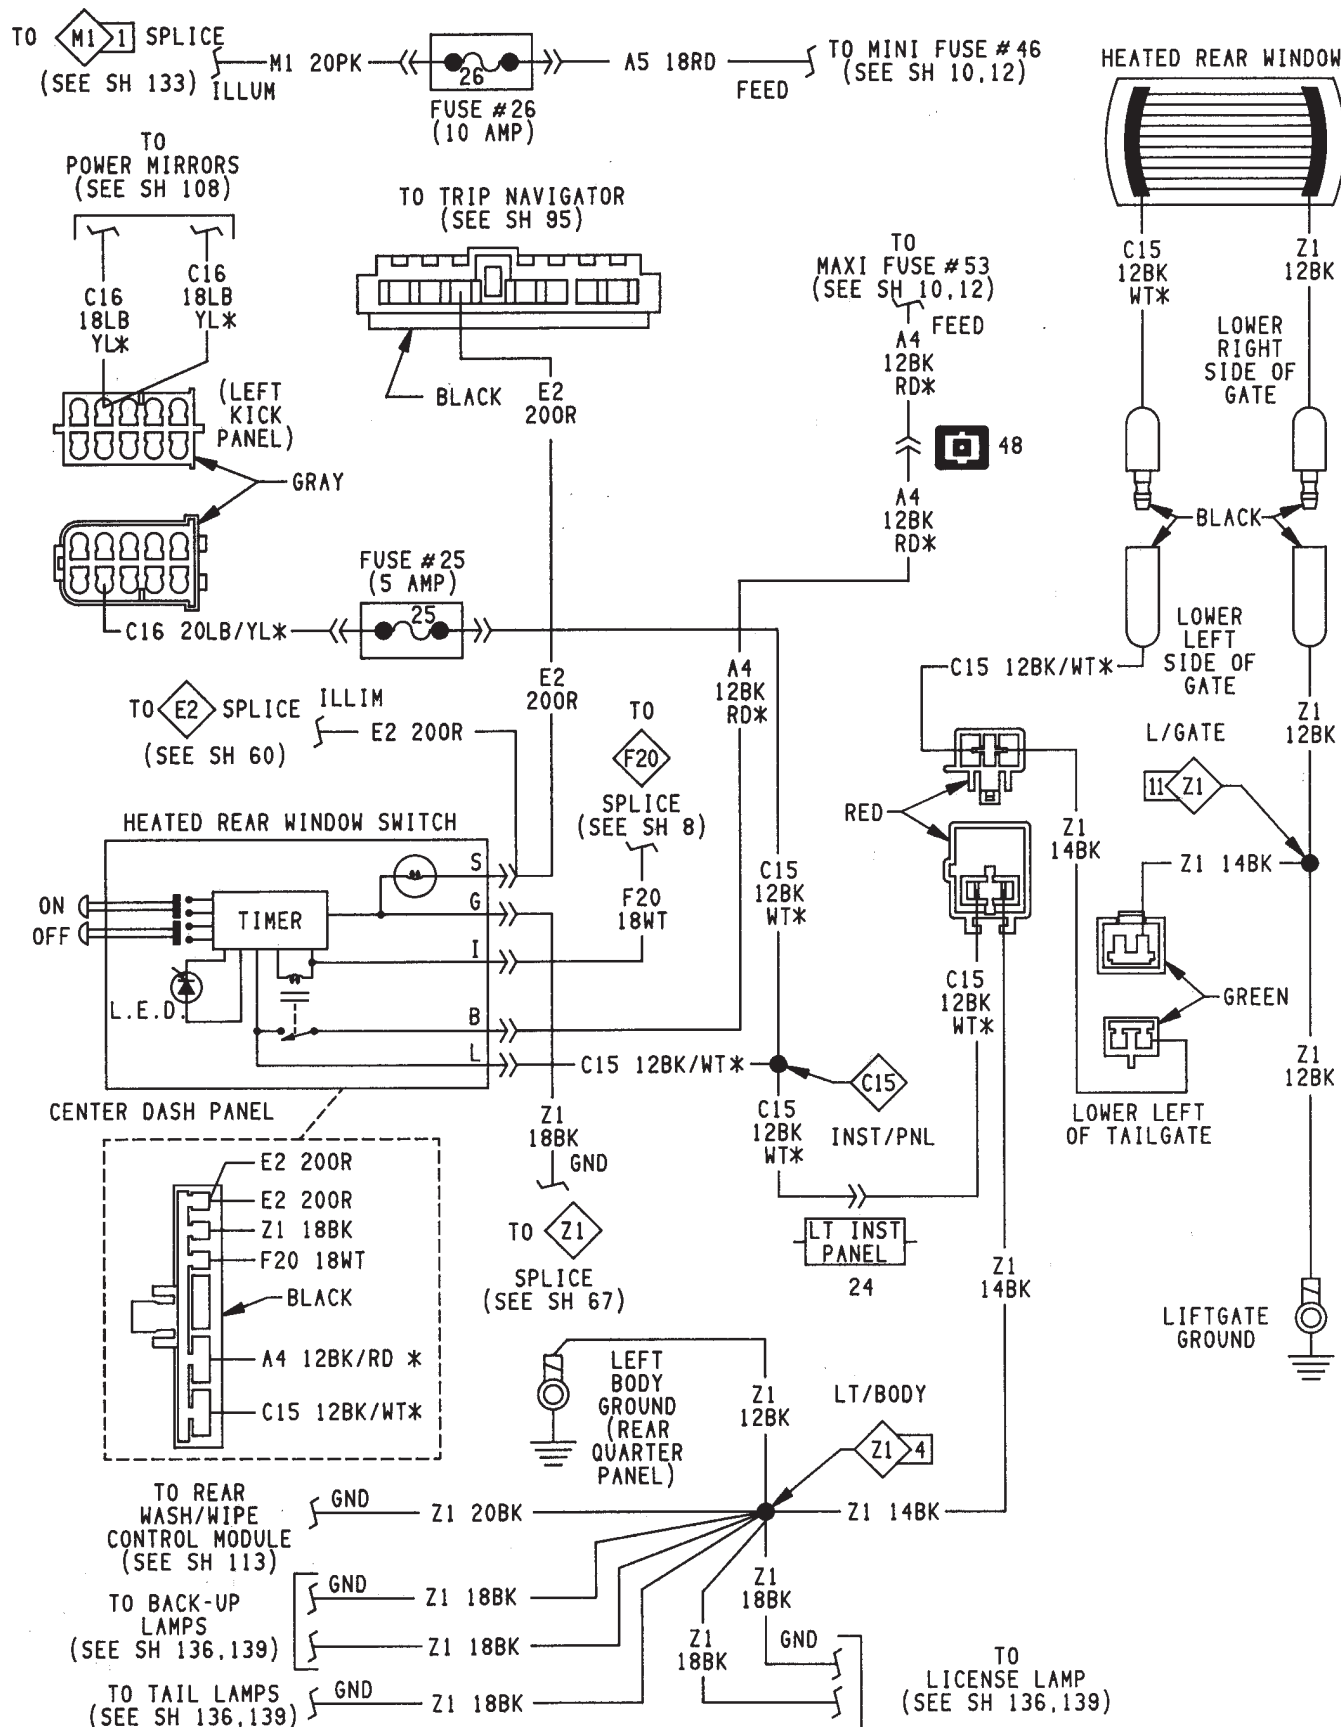 TO M1 1 SPLICE
(SEE SH 133)
ILLUM
M1 20PK
26
FUSE #26
(10 AMP)
A5 18RD
FEED
TO MINI FUSE #46
(SEE SH 10,12)
HEATED REAR WINDOW
TO
POWER MIRRORS
(SEE SH 108)
C16
18LB
YL*
C16
18LB
YL*
TO TRIP NAVIGATOR
(SEE SH 95)
BLACK
E2
20OR
TO
MAXI FUSE #53
(SEE SH 10,12)
FEED
A4
12BK
RD*
48
A4
12BK
RD*
C15
12BK
WT*
Z1
12BK
LOWER
RIGHT
SIDE OF
GATE
BLACK
(LEFT
KICK
PANEL)
GRAY
FUSE #25
(5 AMP)
25
C16 20LB/YL*
LOWER
LEFT
SIDE OF
GATE
C15 12BK/WT*
TO E2 SPLICE
(SEE SH 60)
ILLIM
E2 20OR
E2
20OR
TO
F20
SPLICE
(SEE SH 8)
F20
18WT
A4
12BK
RD*
Z1
12BK
L/GATE
11 Z1
RED
Z1
14BK
Z1 14BK
HEATED REAR WINDOW SWITCH
ON
OFF
TIMER
L.E.D.
S
G
I
B
L
C15
12BK
WT*
C15
12BK
WT*
GREEN
Z1
12BK
C15 12BK/WT*
C15
INST/PNL
CENTER DASH PANEL
Z1
18BK
GND
C15
12BK
WT*
LOWER LEFT
OF TAILGATE
E2 20OR
E2 20OR
Z1 18BK
F20 18WT
BLACK
A4 12BK/RD *
C15 12BK/WT*
TO Z1
SPLICE
(SEE SH 67)
LT INST
PANEL
24
Z1
14BK
LIFTGATE
GROUND
LEFT
BODY
GROUND
(REAR
QUARTER
PANEL)
Z1
12BK
LT/BODY
Z1 4
TO REAR
WASH/WIPE
CONTROL MODULE
(SEE SH 113)
GND
Z1 20BK
Z1 14BK
TO BACK-UP
LAMPS
(SEE SH 136,139)
GND
Z1 18BK
Z1 18BK
Z1
18BK
Z1
18BK
GND
TO
LICENSE LAMP
(SEE SH 136,139)
TO TAIL LAMPS
(SEE SH 136,139)
GND
Z1 18BK